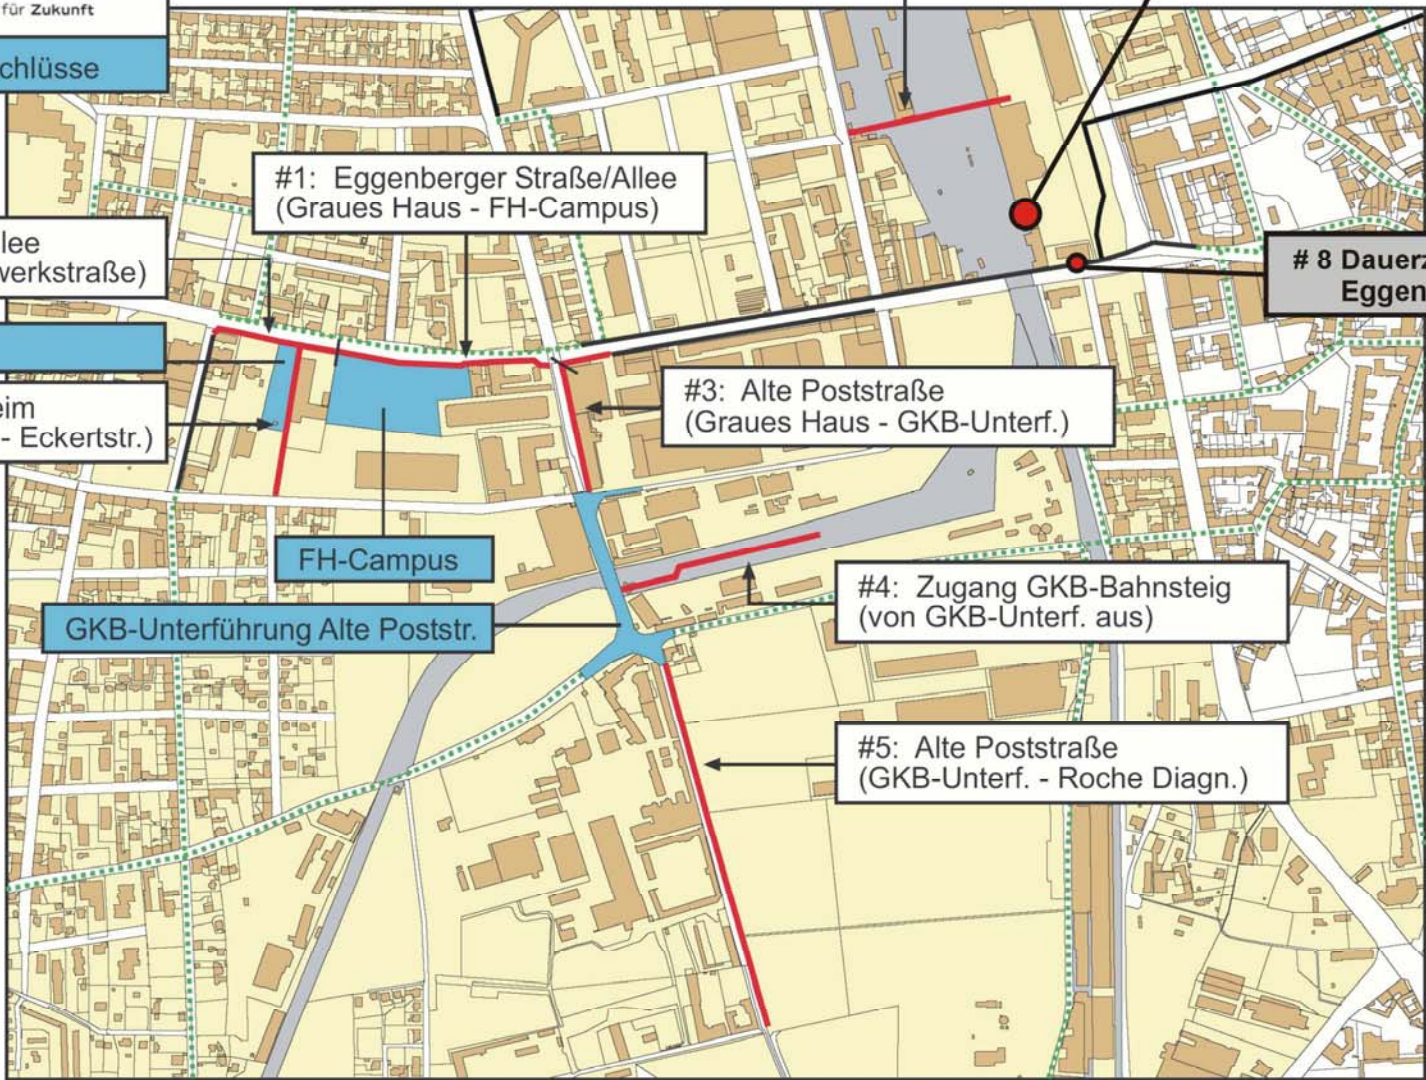 für Zukunft
chlüsse
#1: Eggenberger Straße/Allee
(Graues Haus - FH-Campus)
llee
werkstraße)
# 8 Dauerz
Eggen
eim
- Eckertstr.)
#3: Alte Poststraße
(Graues Haus - GKB-Unterf.)
FH-Campus
#4: Zugang GKB-Bahnsteig
(von GKB-Unterf. aus)
GKB-Unterführung Alte Poststr.
#5: Alte Poststraße
(GKB-Unterf. - Roche Diagn.)